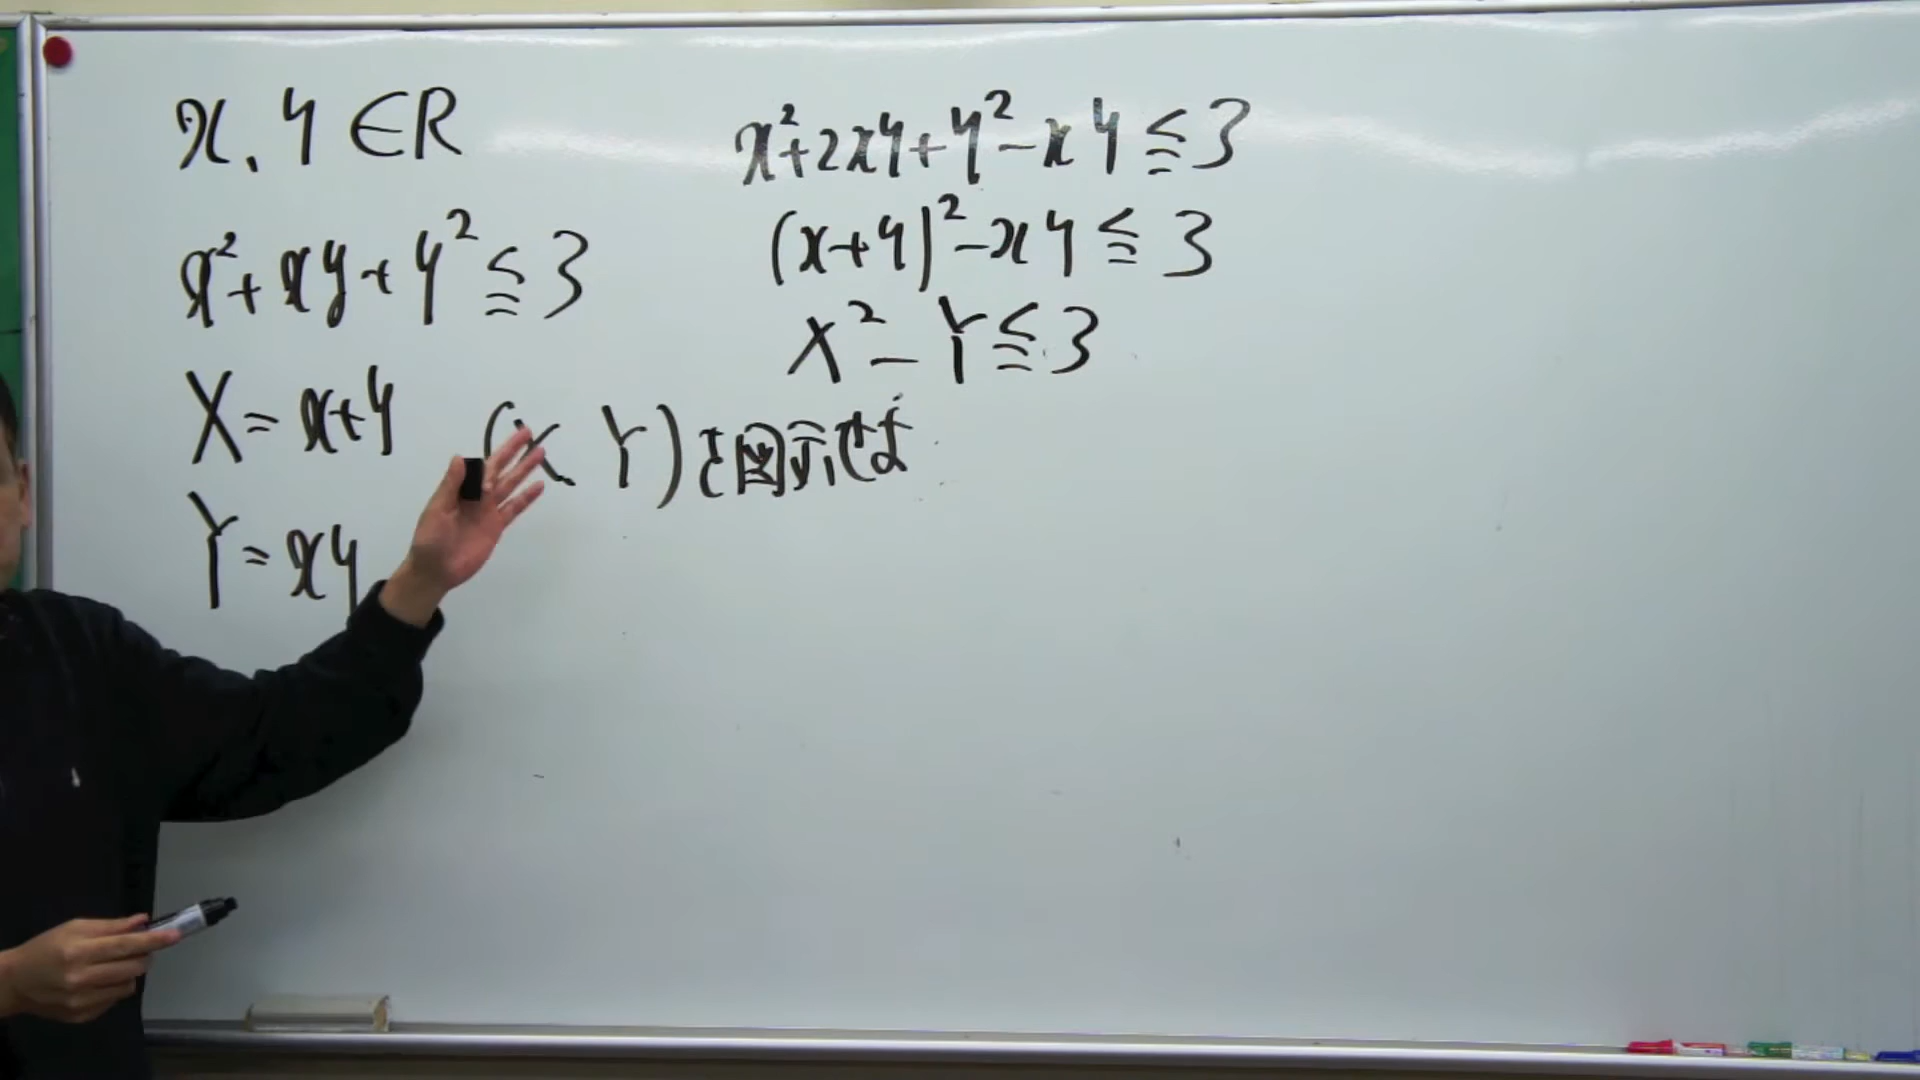 x, y ∈ R
x² + xy + y² ≦ 3
X = x+y
Y = xy
(X Y)を図示せよ
x²+2xy+y²−xy ≦ 3
(x+y)²−xy ≦ 3
X²−Y ≦ 3